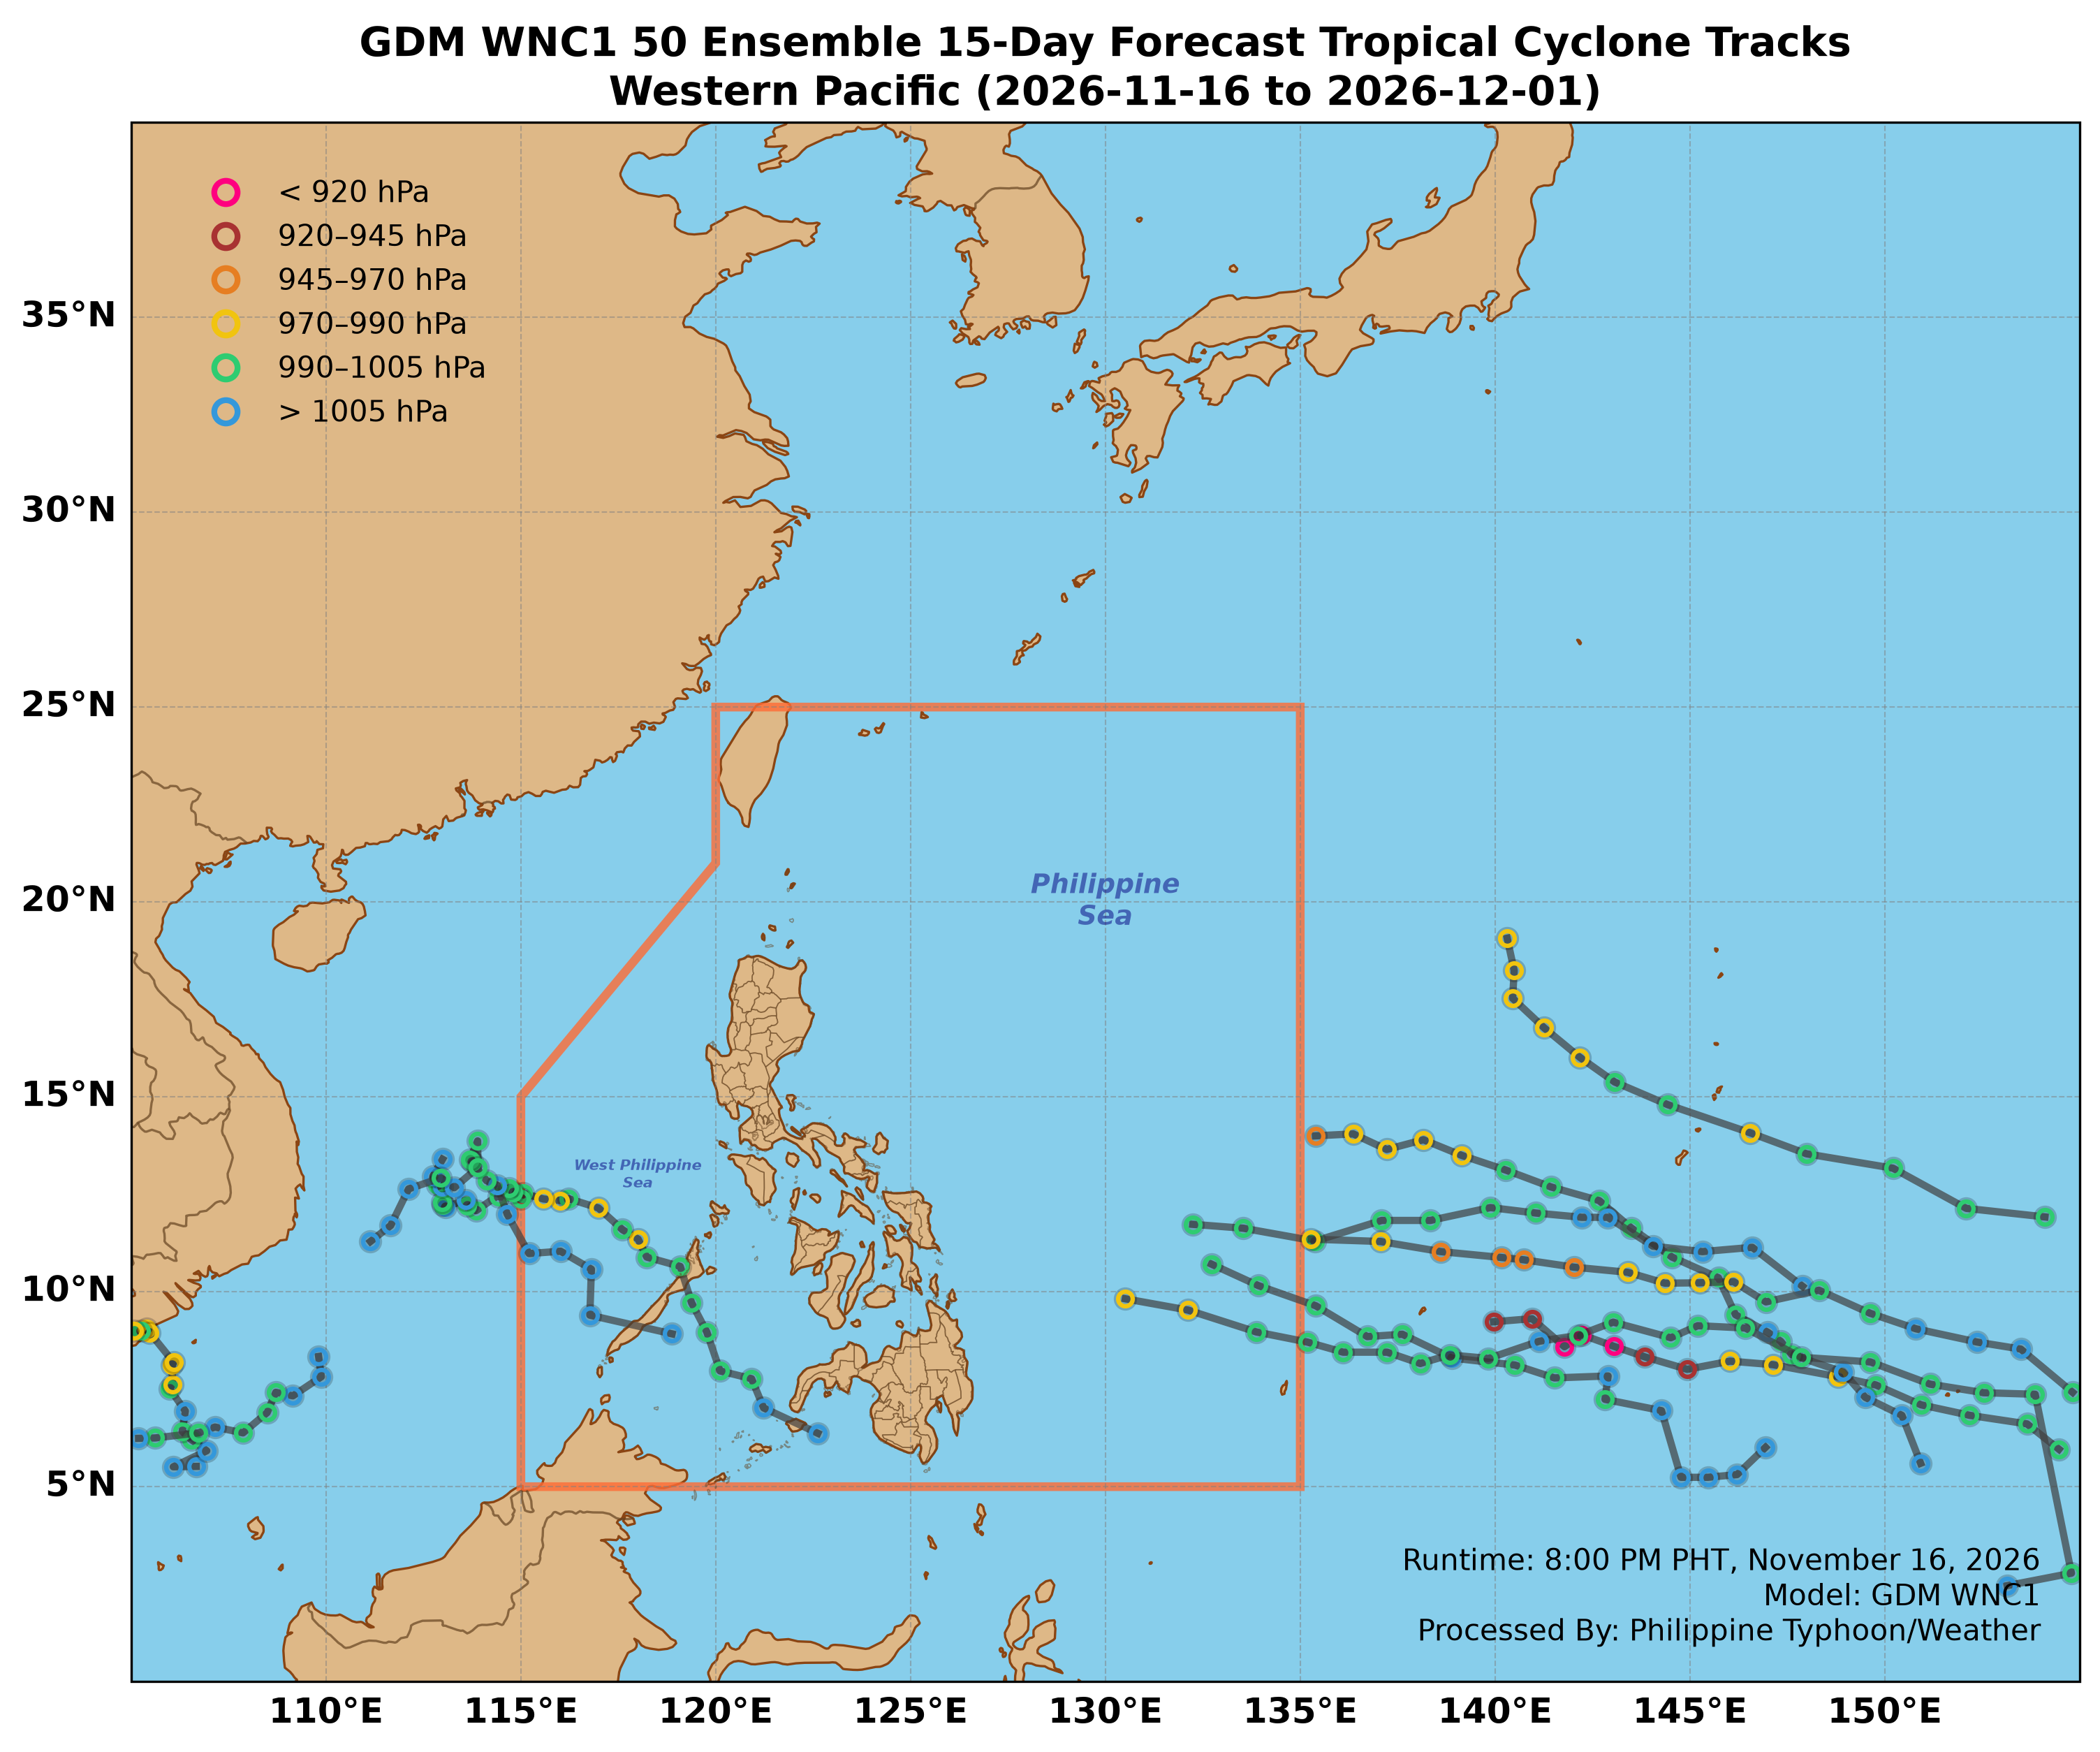 GDM WNC1 50 Ensemble 15-Day Forecast Tropical Cyclone Tracks
Western Pacific (2026-11-16 to 2026-12-01)
< 920 hPa
920–945 hPa
945–970 hPa
970–990 hPa
990–1005 hPa
> 1005 hPa
35°N
30°N
25°N
20°N
15°N
10°N
5°N
Philippine
Sea
West Philippine
Sea
Runtime: 8:00 PM PHT, November 16, 2026
Model: GDM WNC1
Processed By: Philippine Typhoon/Weather
110°E 115°E 120°E 125°E 130°E 135°E 140°E 145°E 150°E